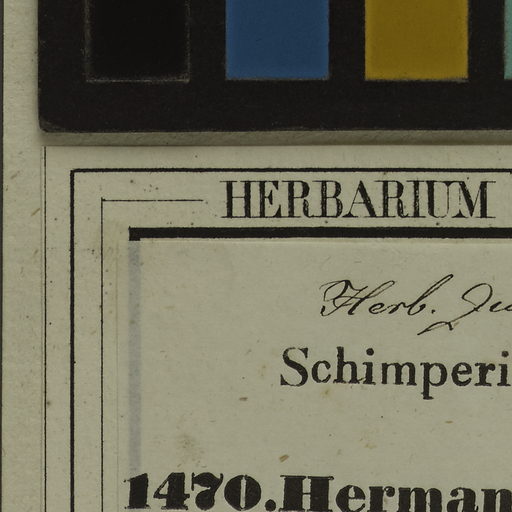 HERBARIUM
Herb.
Schimperi
1470. Herman